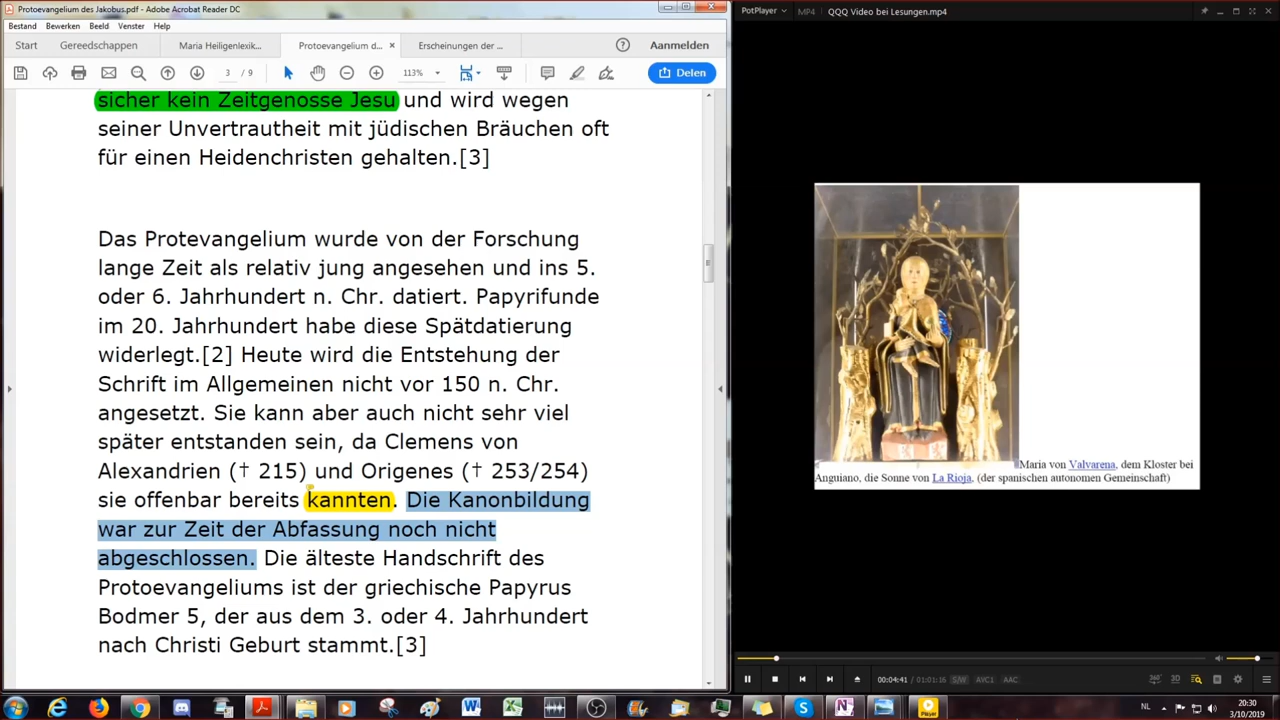 Protoevangelium des Jakobus.pdf - Adobe Acrobat Reader DC
Bestand Bewerken Beeld Venster Help
Start Gereedschappen Maria Heiligenlexik... Protoevangelium d... × Erscheinungen der ... Anmelden
3 / 9 113% Delen
sicher kein Zeitgenosse Jesu und wird wegen
seiner Unvertrautheit mit jüdischen Bräuchen oft
für einen Heidenchristen gehalten.[3]
Das Protevangelium wurde von der Forschung
lange Zeit als relativ jung angesehen und ins 5.
oder 6. Jahrhundert n. Chr. datiert. Papyrifunde
im 20. Jahrhundert habe diese Spätdatierung
widerlegt.[2] Heute wird die Entstehung der
Schrift im Allgemeinen nicht vor 150 n. Chr.
angesetzt. Sie kann aber auch nicht sehr viel
später entstanden sein, da Clemens von
Alexandrien († 215) und Origenes († 253/254)
sie offenbar bereits kannten. Die Kanonbildung
war zur Zeit der Abfassung noch nicht
abgeschlossen. Die älteste Handschrift des
Protoevangeliums ist der griechische Papyrus
Bodmer 5, der aus dem 3. oder 4. Jahrhundert
nach Christi Geburt stammt.[3]
PotPlayer MP4 QQQ Video bei Lesungen.mp4
Maria von Valvarena, dem Kloster bei
Anguiano, die Sonne von La Rioja, (der spanischen autonomen Gemeinschaft)
00:04:41 / 01:01:16 S/W AVC1 AAC
360° 3D
NL 20:30
3/10/2019